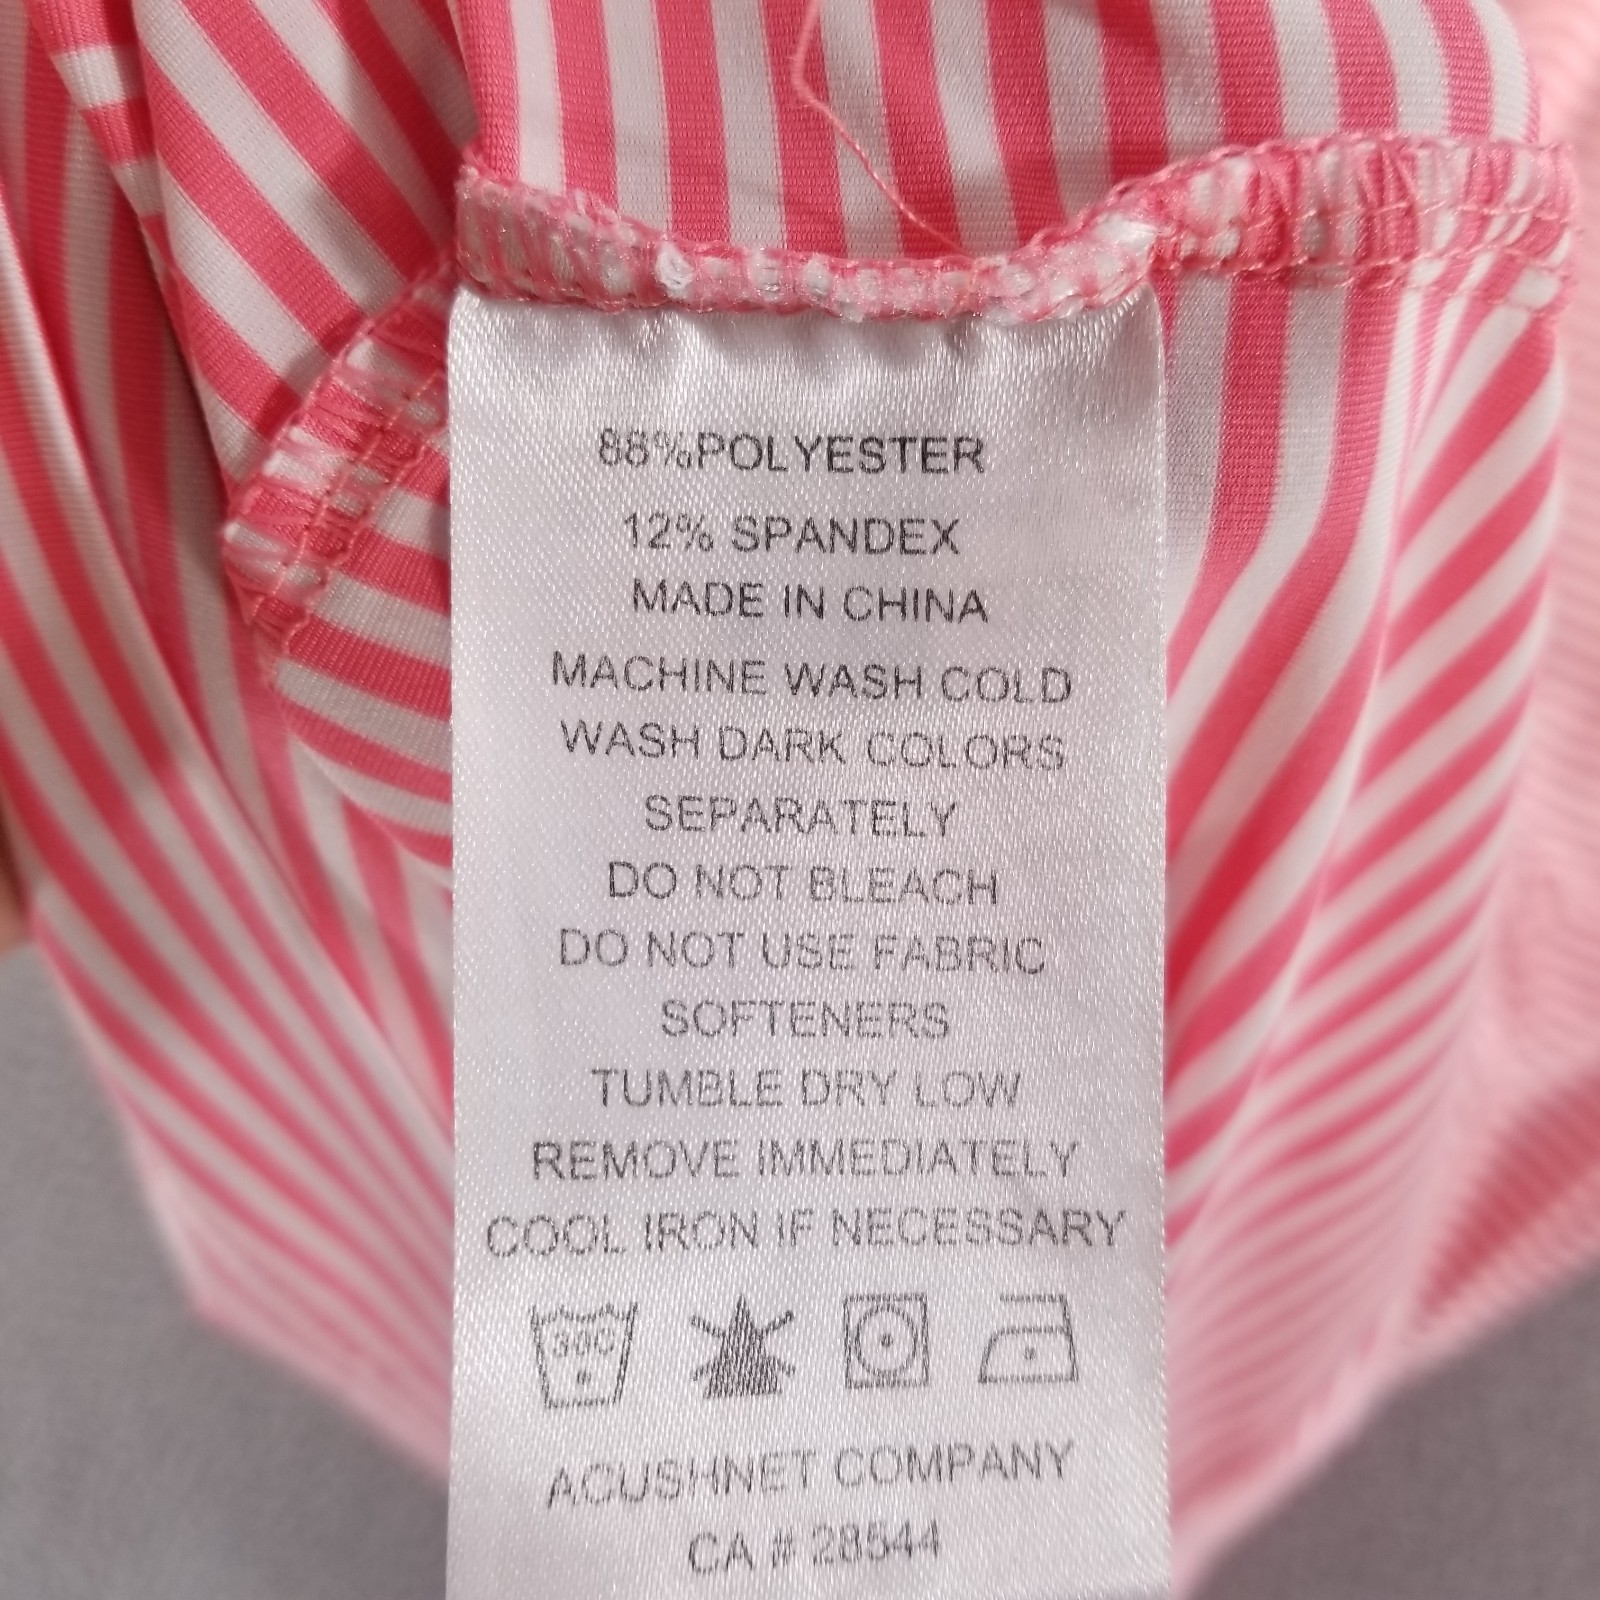 88%POLYESTER
12% SPANDEX
MADE IN CHINA
MACHINE WASH COLD
WASH DARK COLORS
SEPARATELY
DO NOT BLEACH
DO NOT USE FABRIC
SOFTENERS
TUMBLE DRY LOW
REMOVE IMMEDIATELY
COOL IRON IF NECESSARY
30C
ACUSHNET COMPANY
CA # 28544